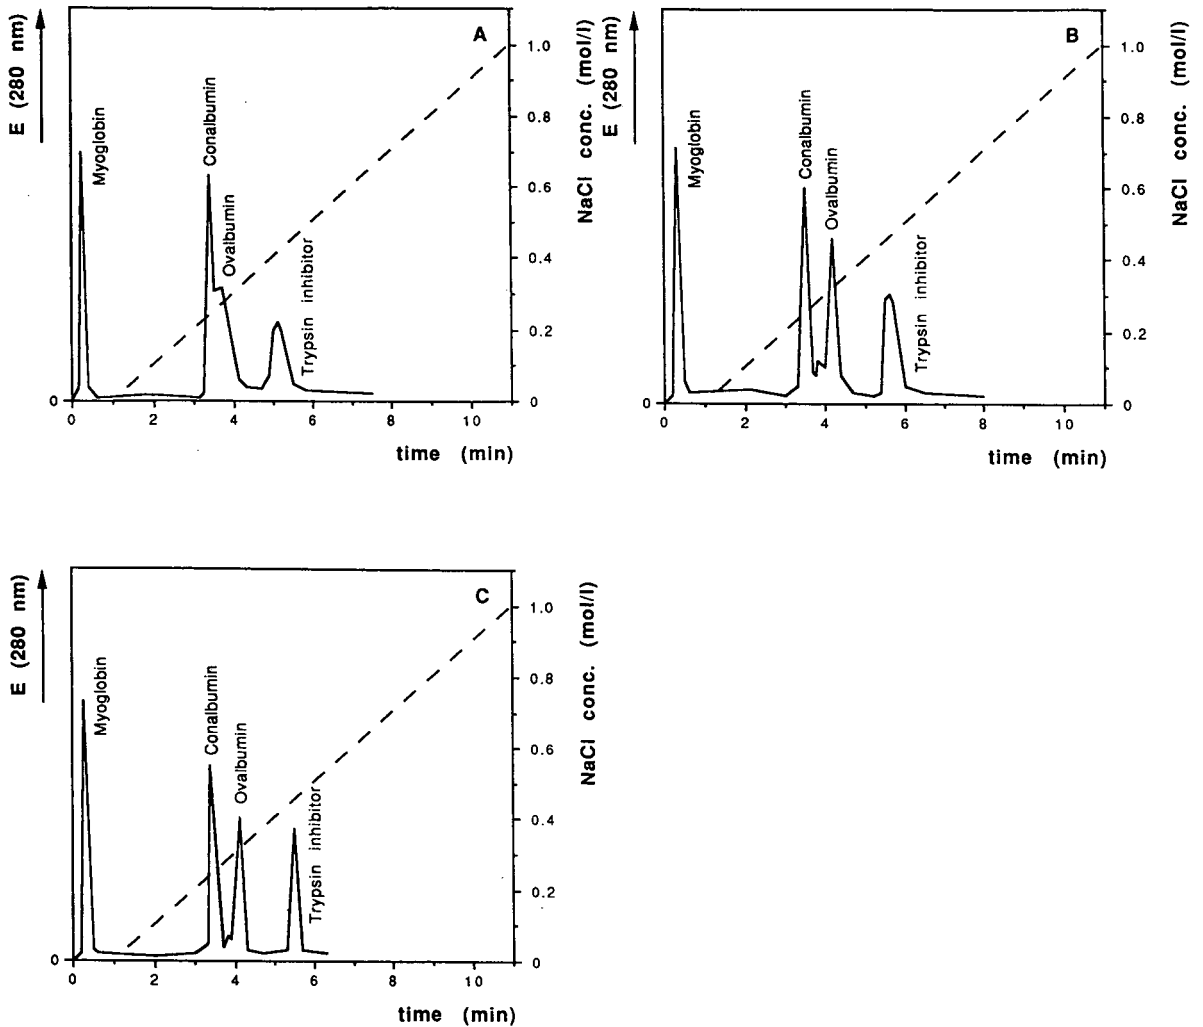 E (280 nm)
A
NaCl conc. (mol/l)
Myoglobin
Conalbumin
Ovalbumin
Trypsin inhibitor
1.0
0.8
0.6
0.4
0.2
0
0
0 2 4 6 8 10
time (min)
E (280 nm)
B
NaCl conc. (mol/l)
Myoglobin
Conalbumin
Ovalbumin
Trypsin inhibitor
1.0
0.8
0.6
0.4
0.2
0
0
0 2 4 6 8 10
time (min)
E (280 nm)
C
NaCl conc. (mol/l)
Myoglobin
Conalbumin
Ovalbumin
Trypsin inhibitor
1.0
0.8
0.6
0.4
0.2
0
0
0 2 4 6 8 10
time (min)